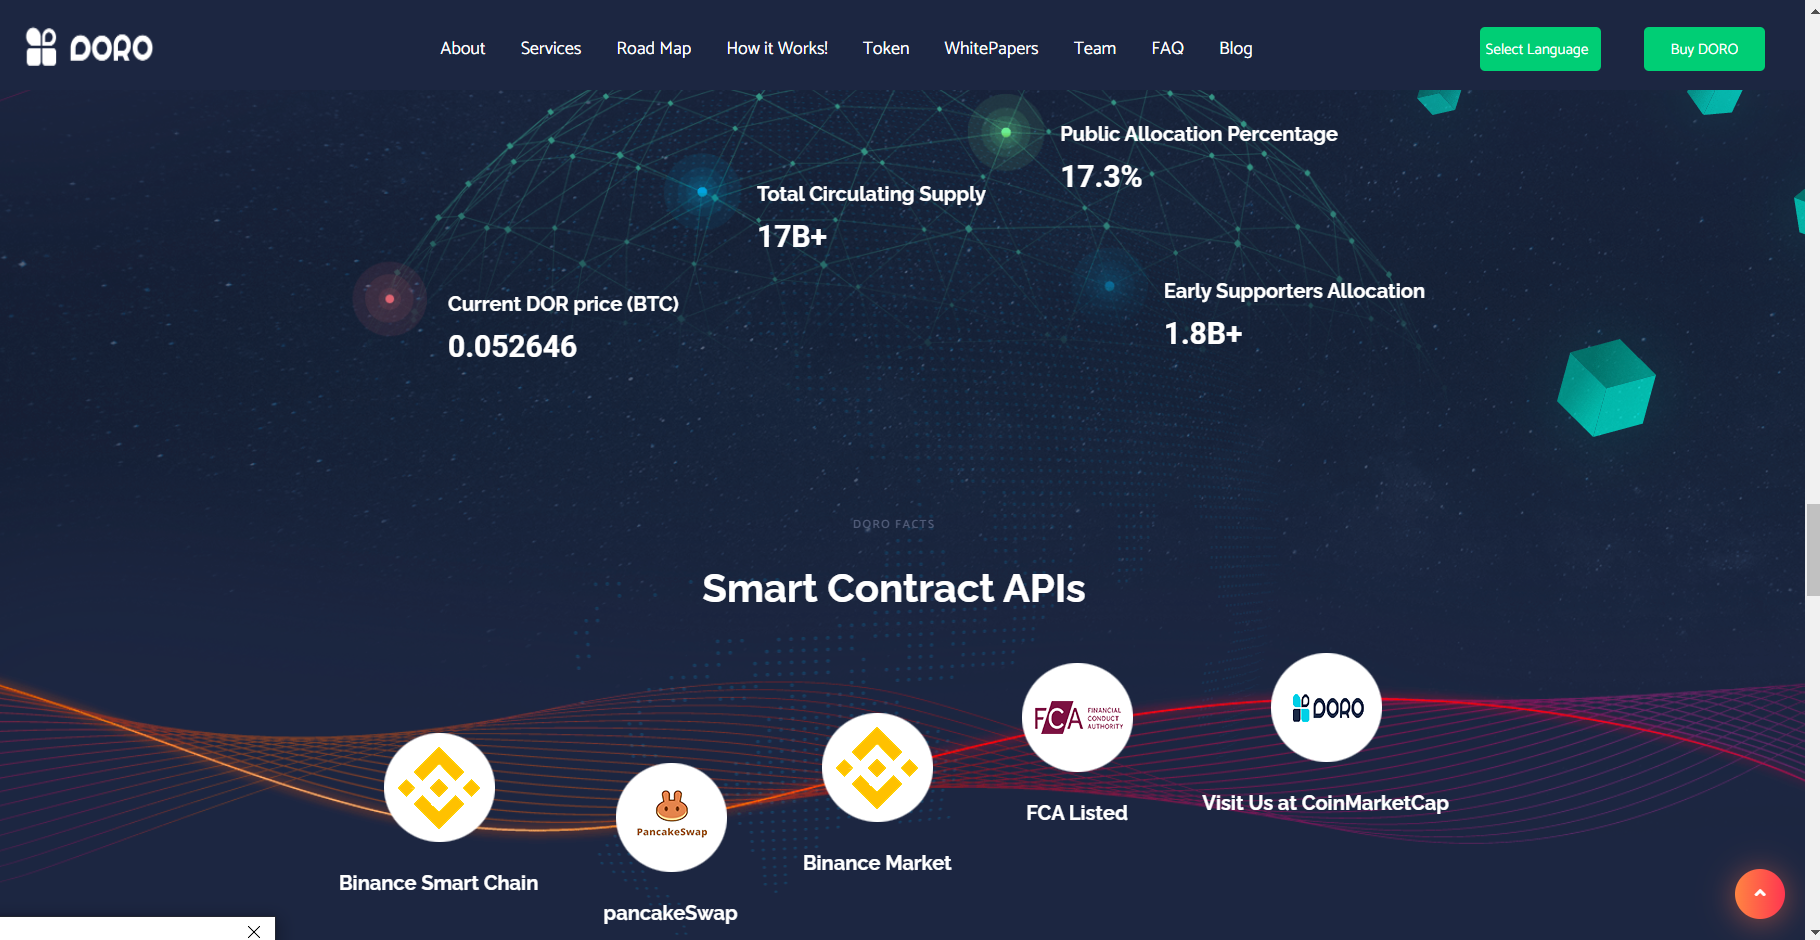 DORO
About Services Road Map How it Works! Token WhitePapers Team FAQ Blog
Select Language
Buy DORO
Public Allocation Percentage
17.3%
Total Circulating Supply
17B+
Early Supporters Allocation
1.8B+
Current DOR price (BTC)
0.052646
DORO FACTS
Smart Contract APIs
FCA FINANCIAL
CONDUCT
AUTHORITY
DORO
PancakeSwap
Visit Us at CoinMarketCap
FCA Listed
Binance Market
Binance Smart Chain
pancakeSwap